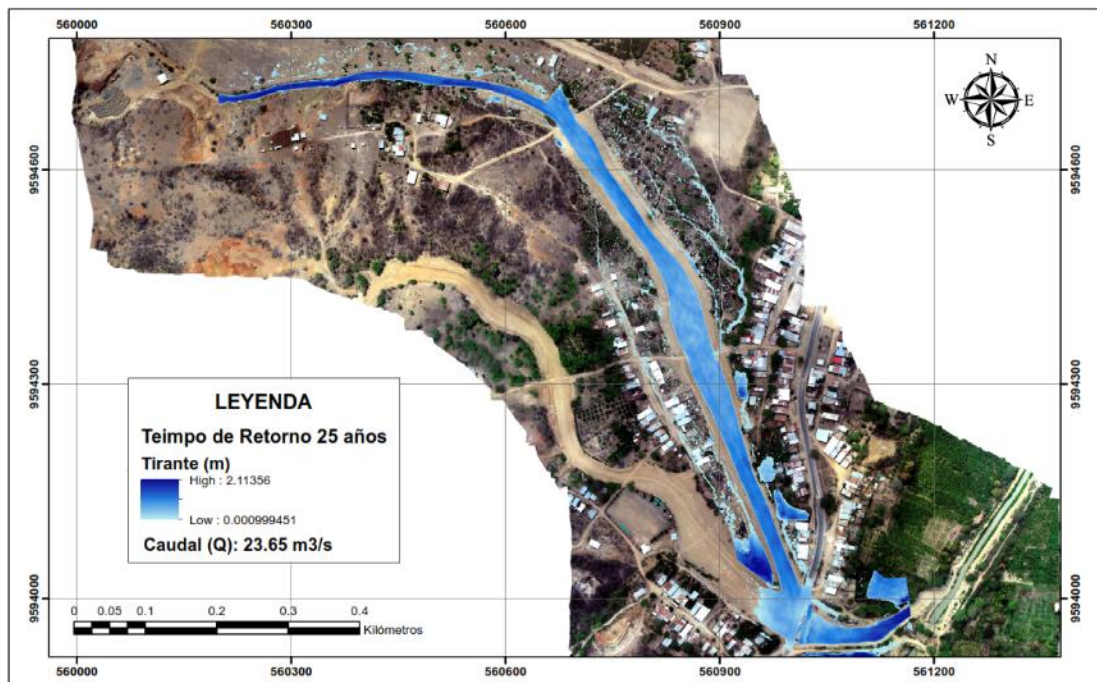 560000 560300 560600 560900 561200
N
W E
S
9594600 9594600
9594300 9594300
LEYENDA
Teimpo de Retorno 25 años
Tirante (m)
High : 2.11356
Low : 0.000999451
Caudal (Q): 23.65 m3/s
9594000 9594000
0 0.05 0.1 0.2 0.3 0.4
Kilómetros
560000 560300 560600 560900 561200